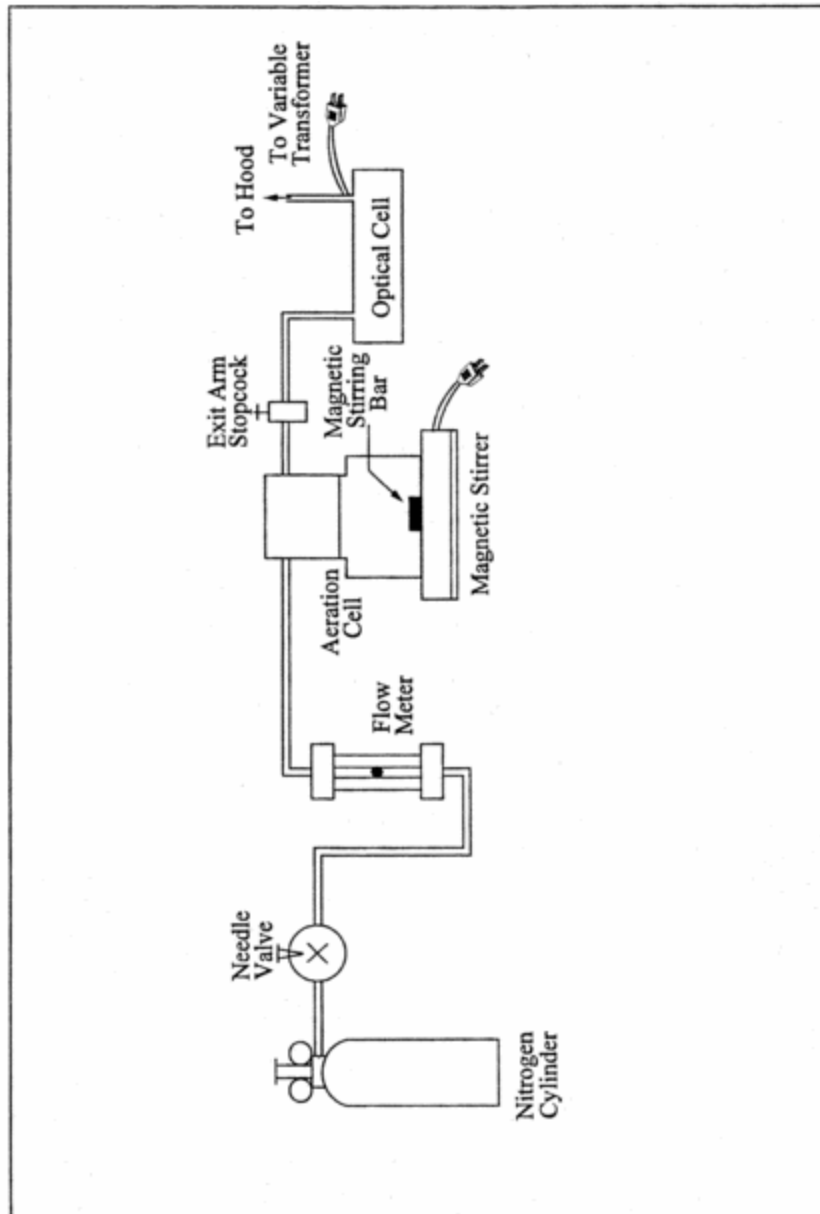 Nitrogen
Cylinder
Needle
Valve
Flow
Meter
Aeration
Cell
Magnetic Stirrer
Magnetic
Stirring
Bar
Exit Arm
Stopcock
Optical Cell
To Hood
To Variable
Transformer